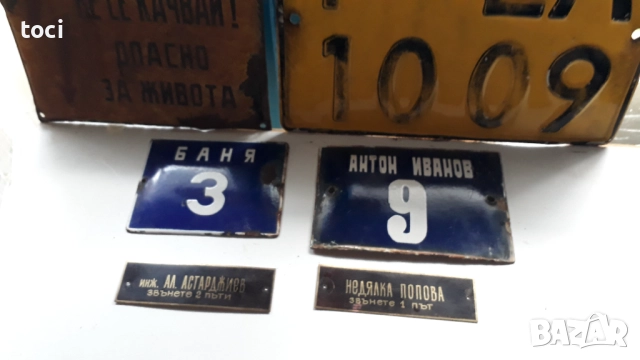 toci
НЕ СЕ КАЧВАЙ!
ОПАСНО
ЗА ЖИВОТА
1009
БАНЯ
3
АНТОН ИВАНОВ
9
инж. АЛ. АСТАРДЖИЕВ
ЗВЪНЕТЕ 2 ПЪТИ
НЕДЯЛКА ПОПОВА
ЗВЪНЕТЕ 1 ПЪТ
BAZAR
.bg